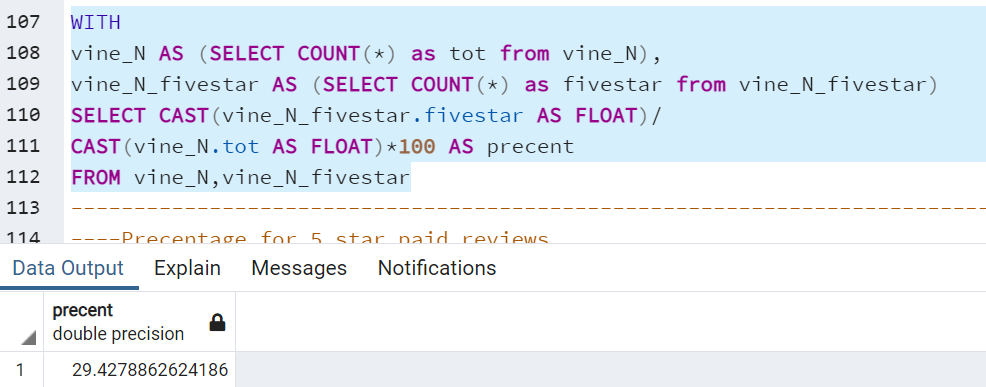 107 WITH
108 vine_N AS (SELECT COUNT(*) as tot from vine_N),
109 vine_N_fivestar AS (SELECT COUNT(*) as fivestar from vine_N_fivestar)
110 SELECT CAST(vine_N_fivestar.fivestar AS FLOAT)/
111 CAST(vine_N.tot AS FLOAT)*100 AS precent
112 FROM vine_N,vine_N_fivestar
113 ------------------------------------------------------------------------
114 ----Precentage for 5 star paid reviews
Data Output Explain Messages Notifications
precent
double precision
1 29.4278862624186